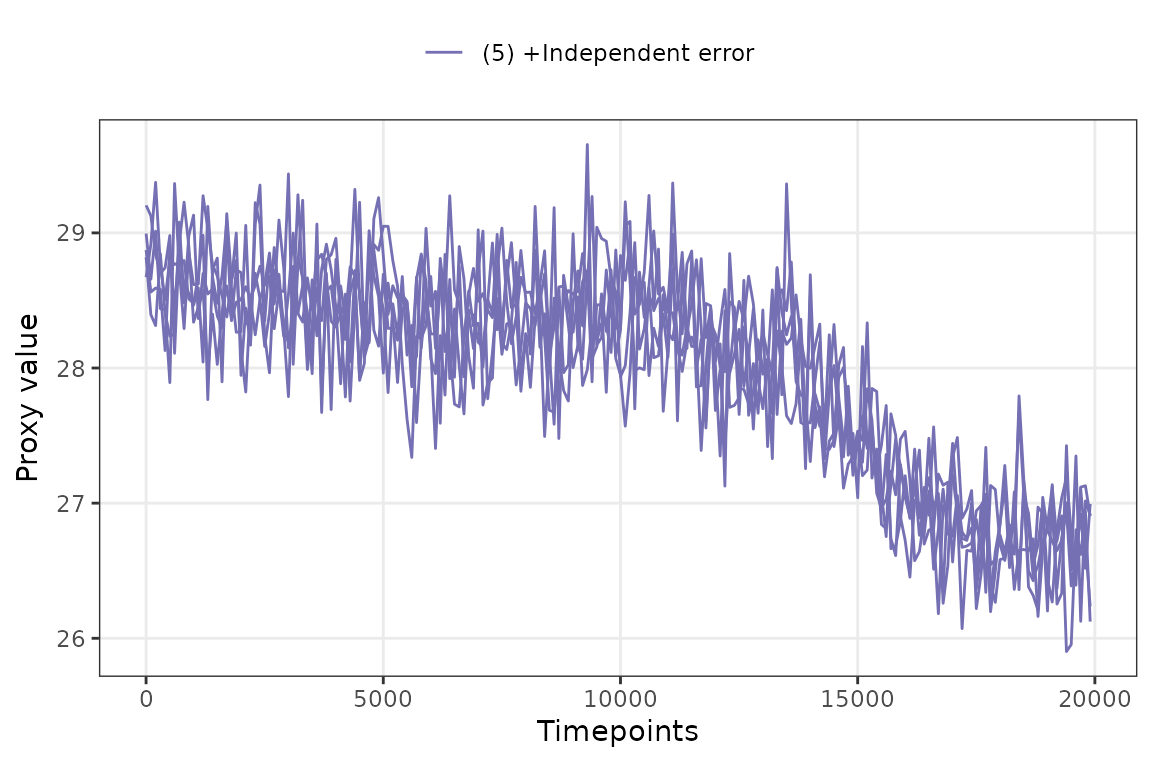 (5) +Independent error
Proxy value
29
28
27
26
0 5000 10000 15000 20000
Timepoints